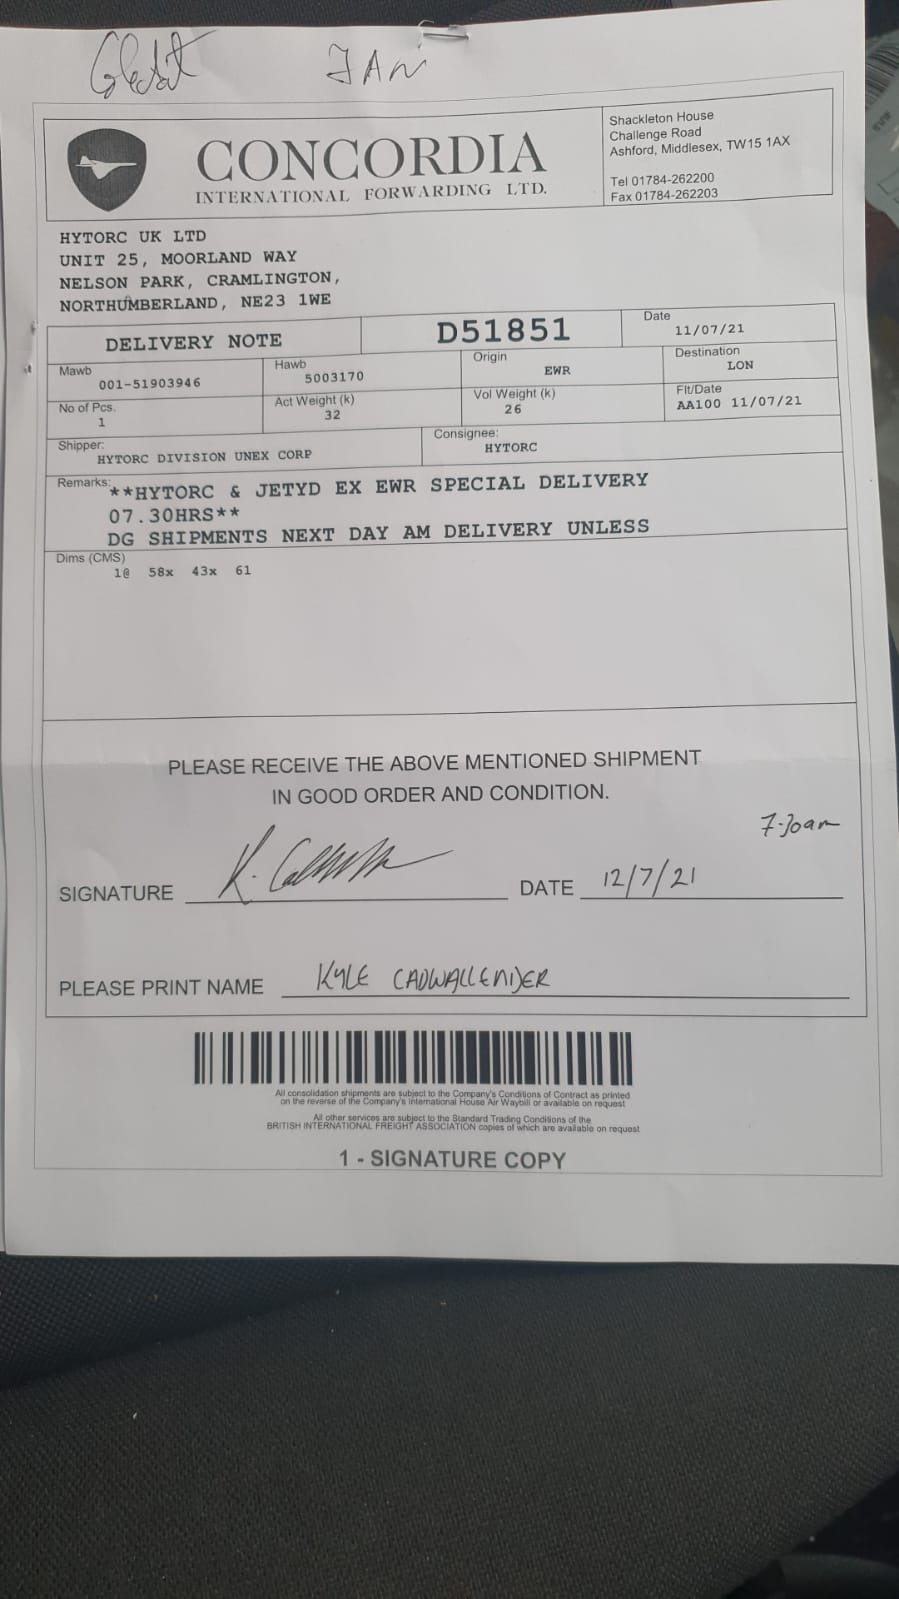 JAN
CONCORDIA
INTERNATIONAL FORWARDING LTD.
Shackleton House
Challenge Road
Ashford, Middlesex, TW15 1AX
Tel 01784-262200
Fax 01784-262203
HYTORC UK LTD
UNIT 25, MOORLAND WAY
NELSON PARK, CRAMLINGTON,
NORTHUMBERLAND, NE23 1WE
DELIVERY NOTE
D51851
Date
11/07/21
Mawb
001-51903946
Hawb
5003170
Origin
EWR
Destination
LON
No of Pcs.
1
Act Weight (k)
32
Vol Weight (k)
26
Flt/Date
AA100 11/07/21
Shipper:
HYTORC DIVISION UNEX CORP
Consignee:
HYTORC
Remarks:
**HYTORC & JETYD EX EWR SPECIAL DELIVERY
07.30HRS**
DG SHIPMENTS NEXT DAY AM DELIVERY UNLESS
Dims (CMS)
1@ 58x 43x 61
PLEASE RECEIVE THE ABOVE MENTIONED SHIPMENT
IN GOOD ORDER AND CONDITION.
7.30am
SIGNATURE
DATE 12/7/21
PLEASE PRINT NAME KYLE CADWALLENDER
All consolidation shipments are subject to the Company's Conditions of Contract as printed
on the reverse of the Company's International House Air Waybill or available on request
All other services are subject to the Standard Trading Conditions of the
BRITISH INTERNATIONAL FREIGHT ASSOCIATION copies of which are available on request
1 - SIGNATURE COPY